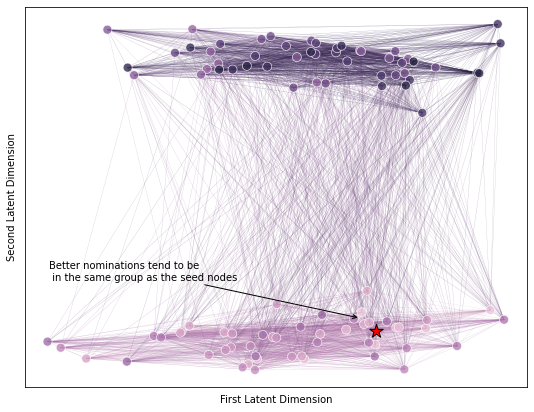 Second Latent Dimension
Better nominations tend to be
in the same group as the seed nodes
First Latent Dimension